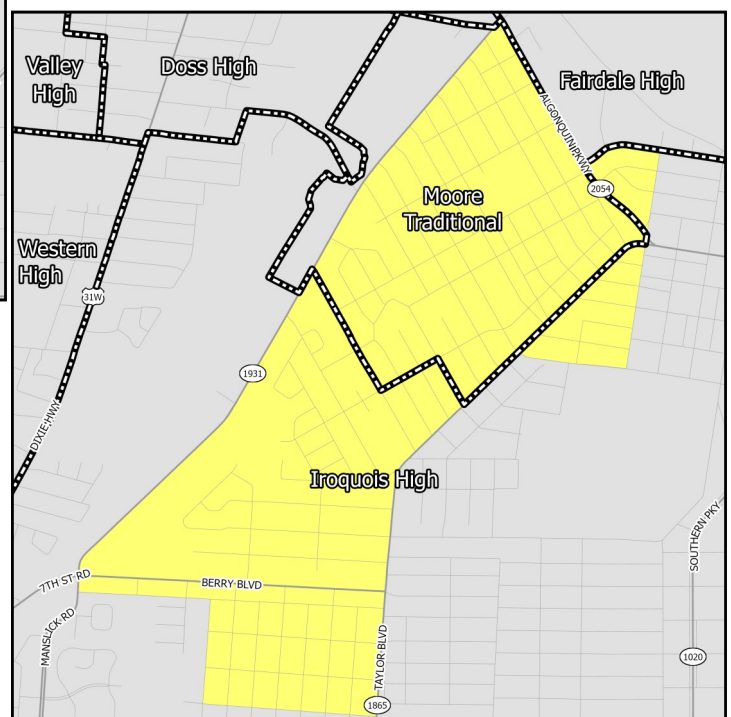 Valley
High
Doss High
Fairdale High
ALGONQUIN PKWY
2054
Moore
Traditional
Western
High
31W
1931
DIXIE HWY
Iroquois High
SOUTHERN PKY
7TH ST RD
BERRY BLVD
MANSLICK RD
TAYLOR BLVD
1020
1865